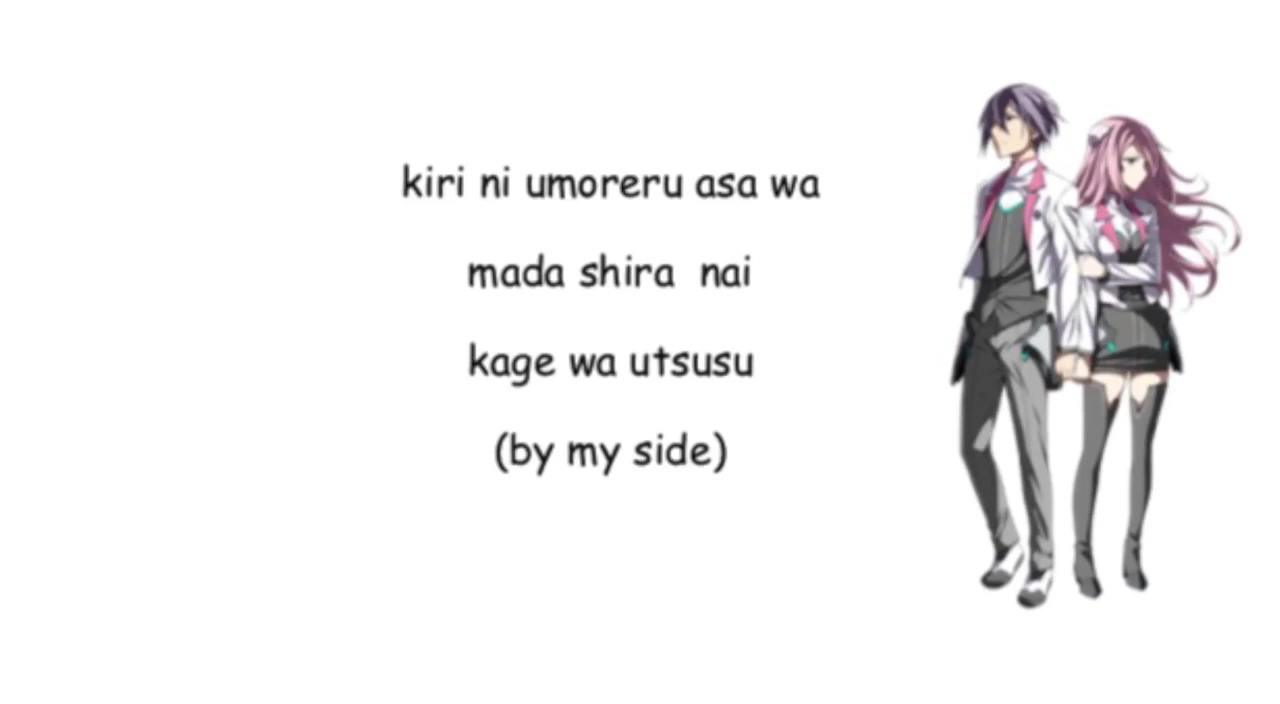 kiri ni umoreru asa wa
mada shira  nai
kage wa utsusu
(by my side)